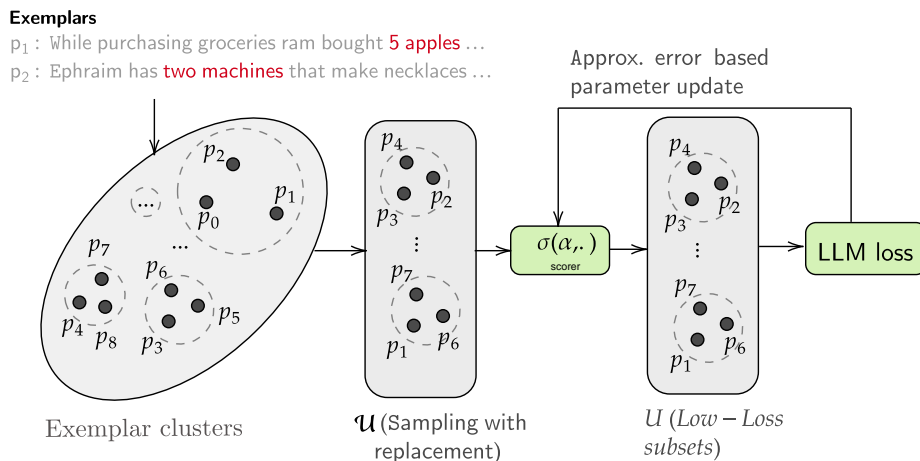 Exemplars
p₁: While purchasing groceries ram bought 5 apples ...
p₂: Ephraim has two machines that make necklaces ...
Approx. error based
parameter update
p₂
p₁
p₀
...
...
p₇
p₄
p₈
p₆
p₅
p₃
p₄
p₂
p₃
⋮
p₇
p₁
p₆
σ(α,.)
scorer
p₄
p₂
p₃
⋮
p₇
p₁
p₆
LLM loss
Exemplar clusters
𝓤 (Sampling with
replacement)
U (Low − Loss
subsets)